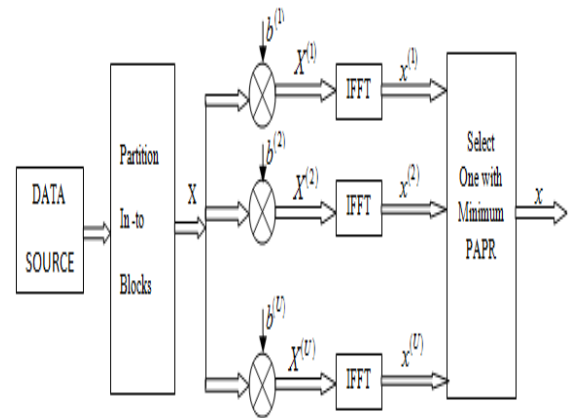 DATA
SOURCE
Partition
In-to
Blocks
X
b^(1)
X^(1)
IFFT
x^(1)
b^(2)
X^(2)
IFFT
x^(2)
b^(U)
X^(U)
IFFT
x^(U)
Select
One with
Minimum
PAPR
x